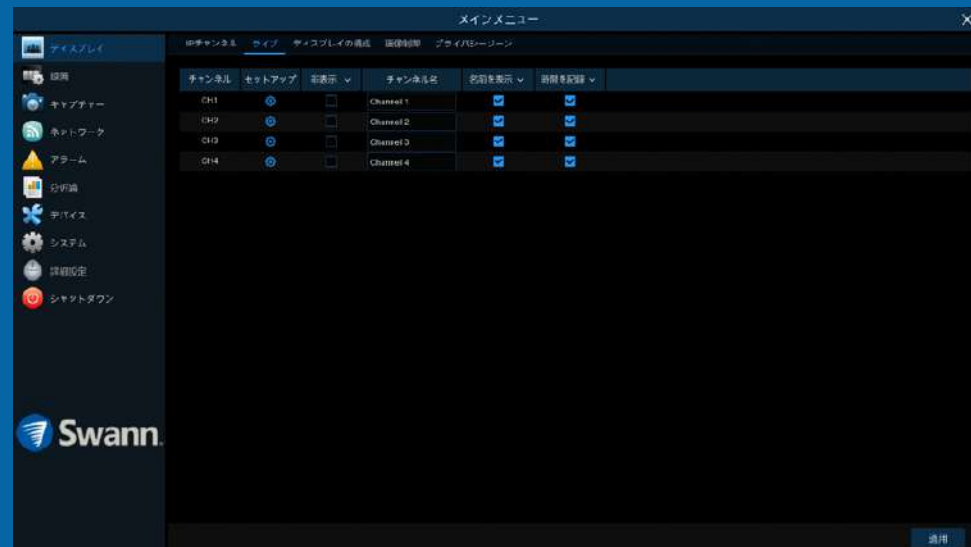 メインメニュー
ディスプレイ
IPチャンネル ライブ ディスプレイの構成 画像制御 プライバシーゾーン
録画
チャンネル セットアップ 非表示 チャンネル名 名前を表示 時間を記録
キャプチャー
CH1 Channel 1
CH2 Channel 2
ネットワーク
CH3 Channel 3
アラーム
CH4 Channel 4
分析論
デバイス
システム
詳細設定
シャットダウン
Swann
適用